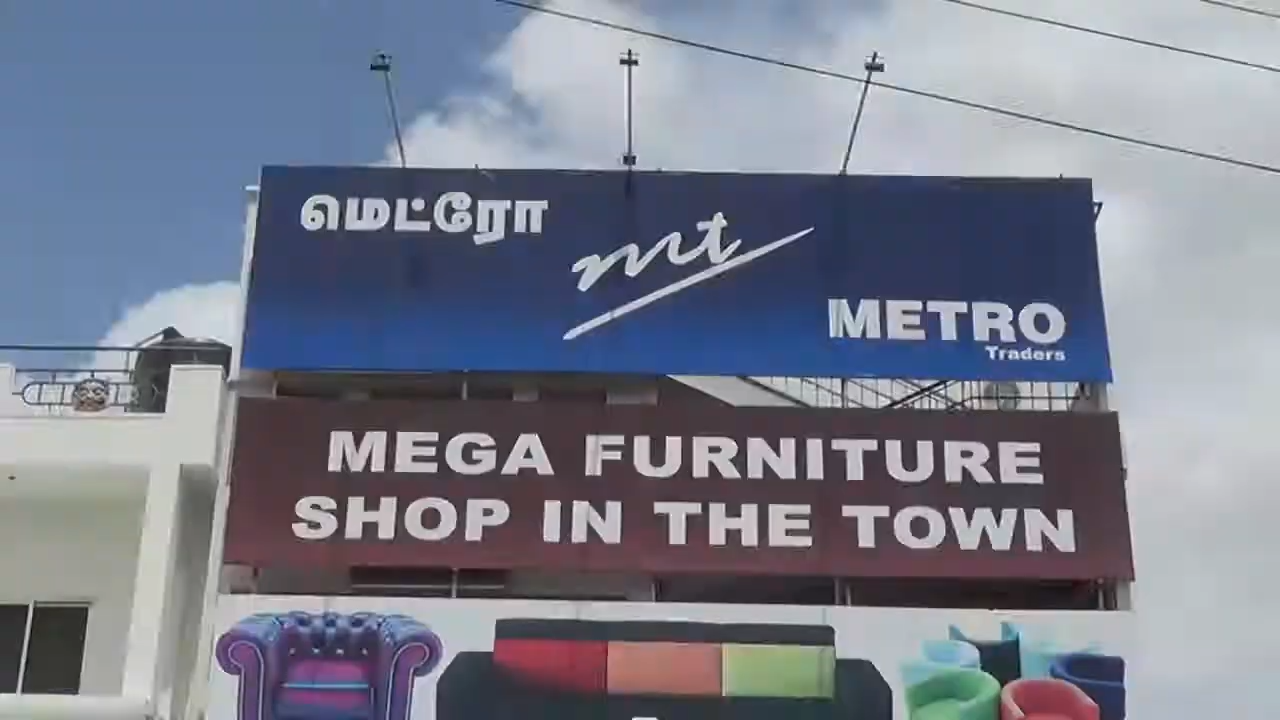 மெட்ரோ
mt
METRO
Traders
MEGA FURNITURE
SHOP IN THE TOWN